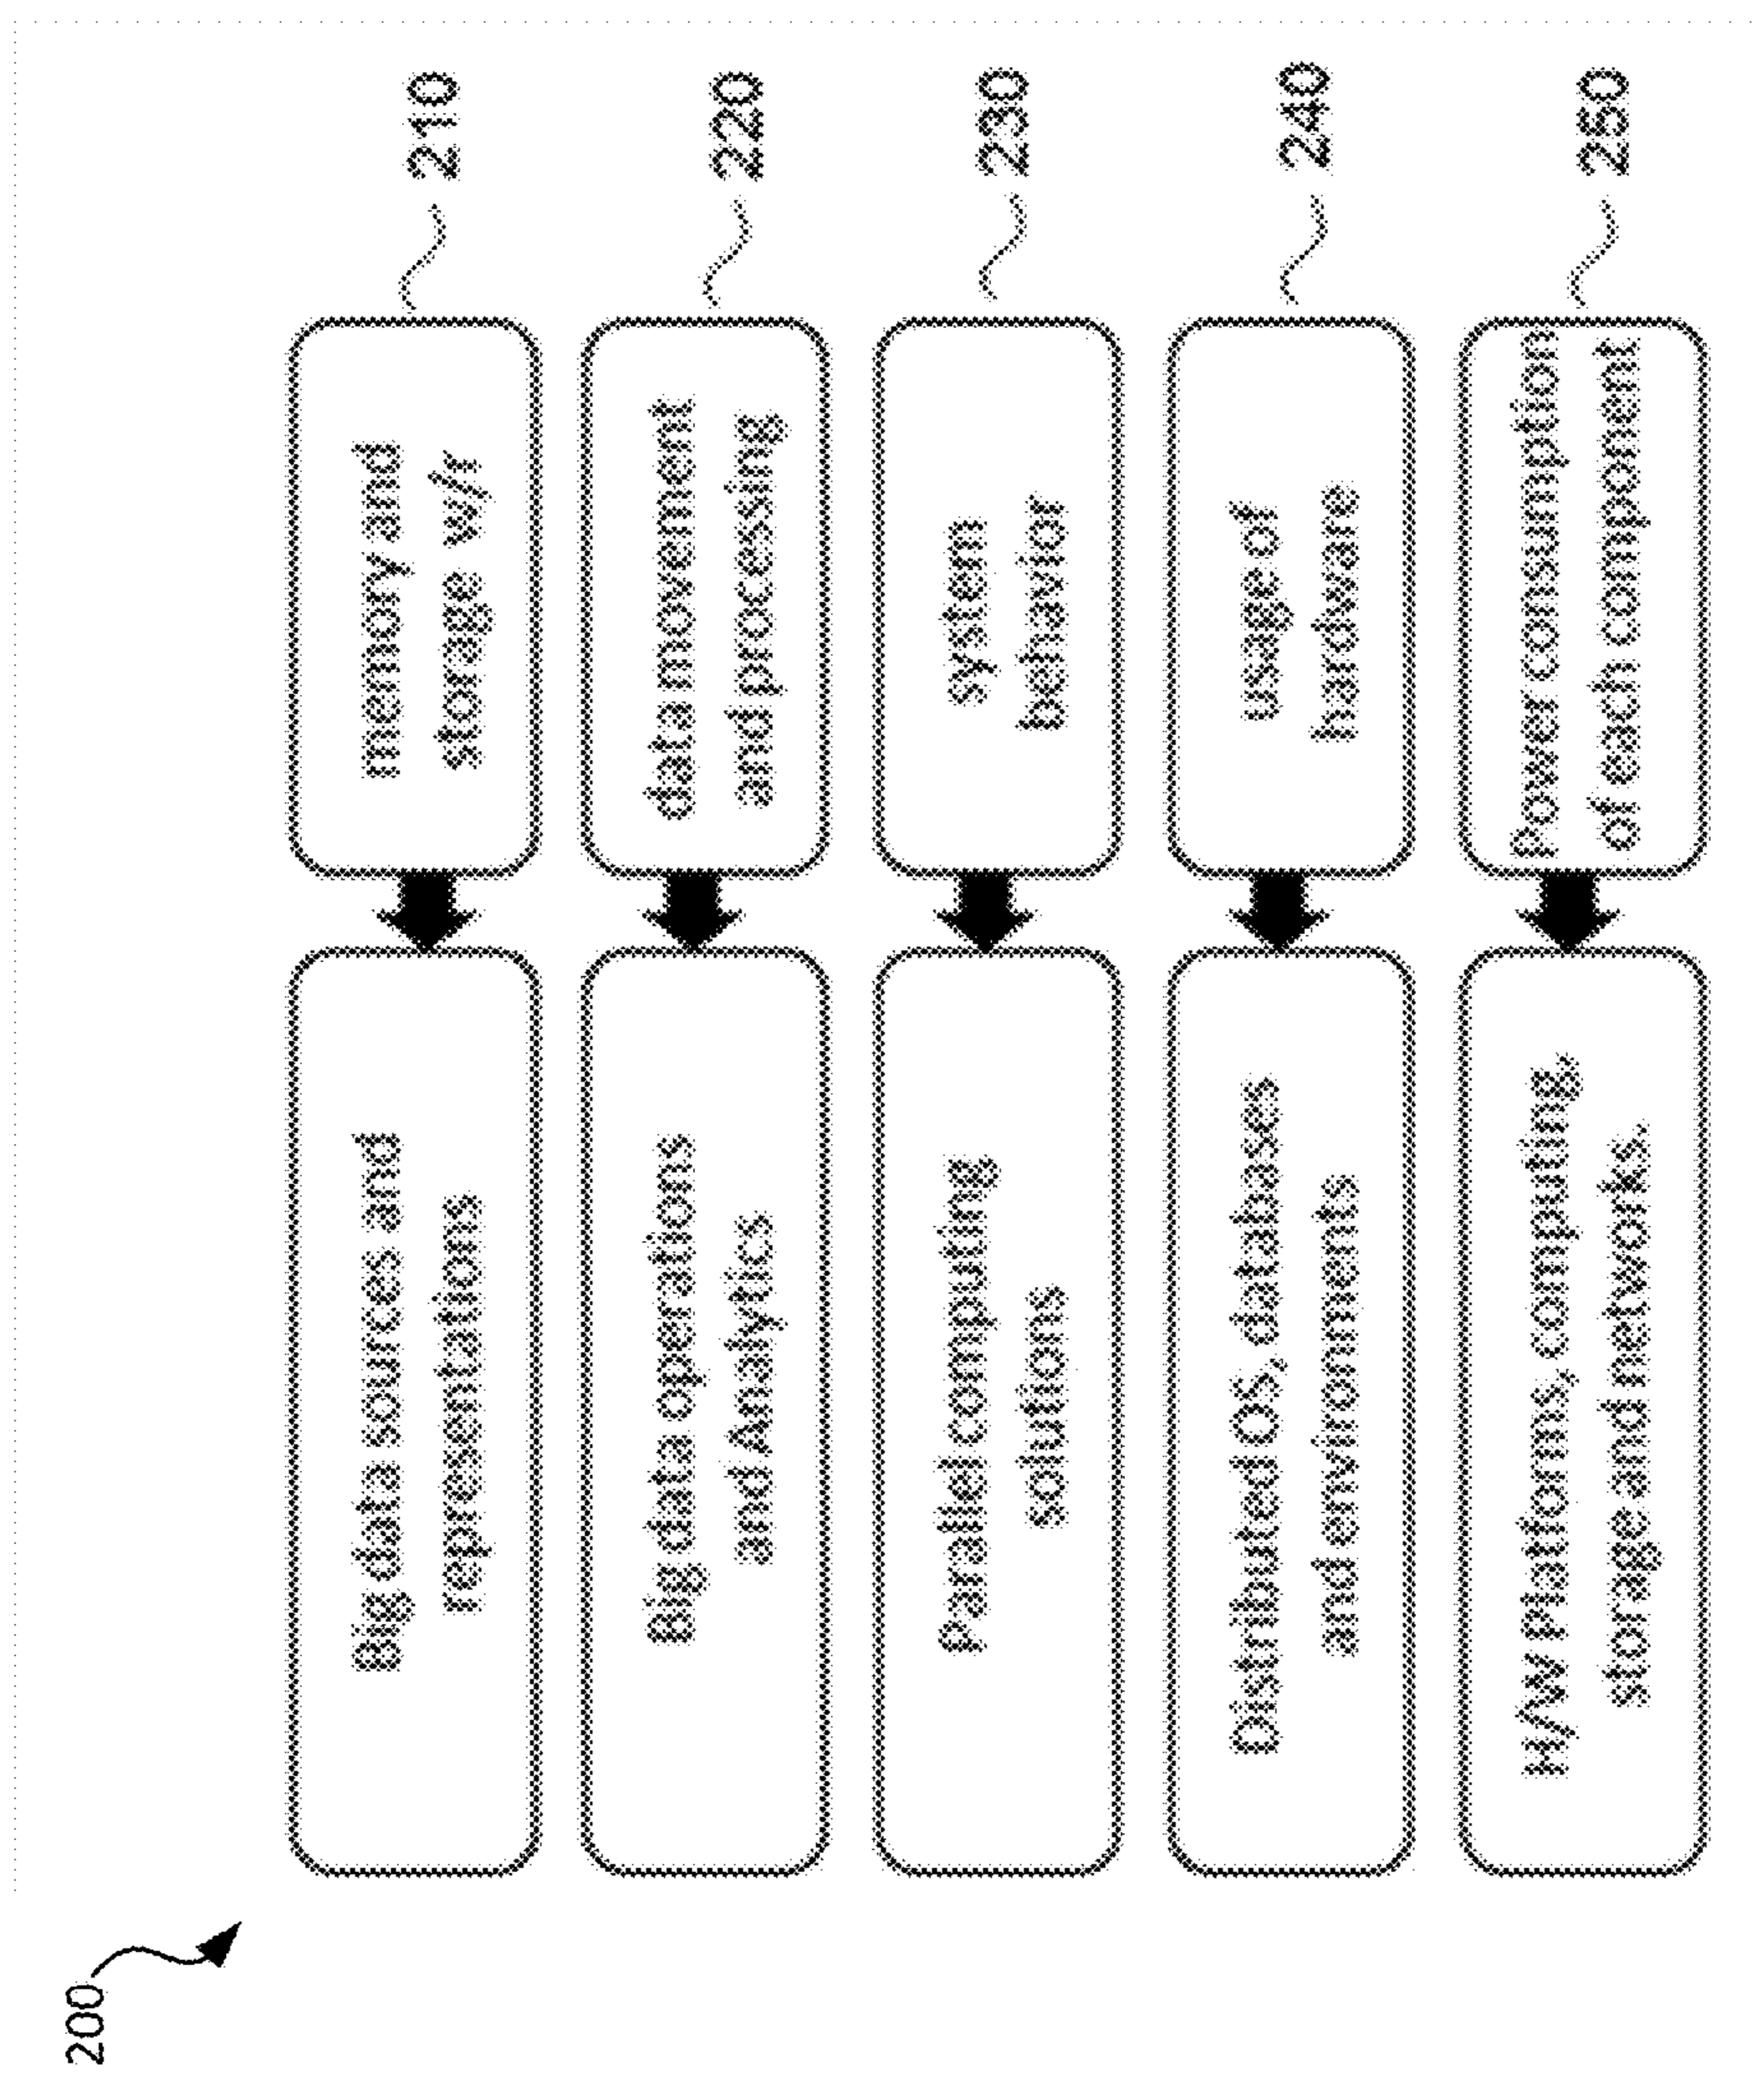 200
Big data sources and
representations
memory and
storage w/r
210
Big data operations
and Analytics
data movement
and processing
220
Parallel computing
solutions
system
behavior
230
Distributed OS, databases
and environments
usage of
hardware
240
H/W Platforms, computing,
storage and networks.
Power consumption
of each component
250